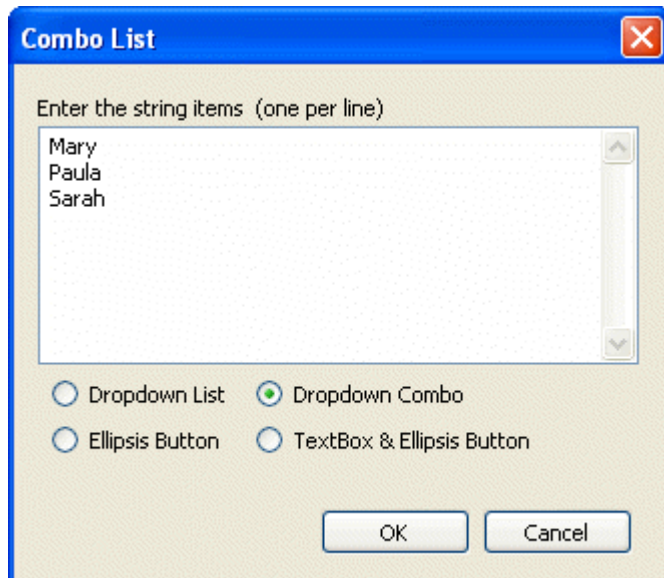 Combo List
Enter the string items (one per line)
Mary
Paula
Sarah
Dropdown List Dropdown Combo
Ellipsis Button TextBox & Ellipsis Button
OK Cancel